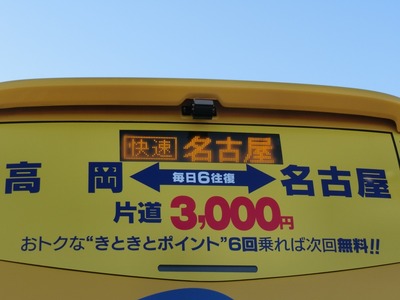 快速 名古屋
高岡 毎日6往復 名古屋
片道 3,000円
おトクな“きときとポイント”6回乗れば次回無料!!